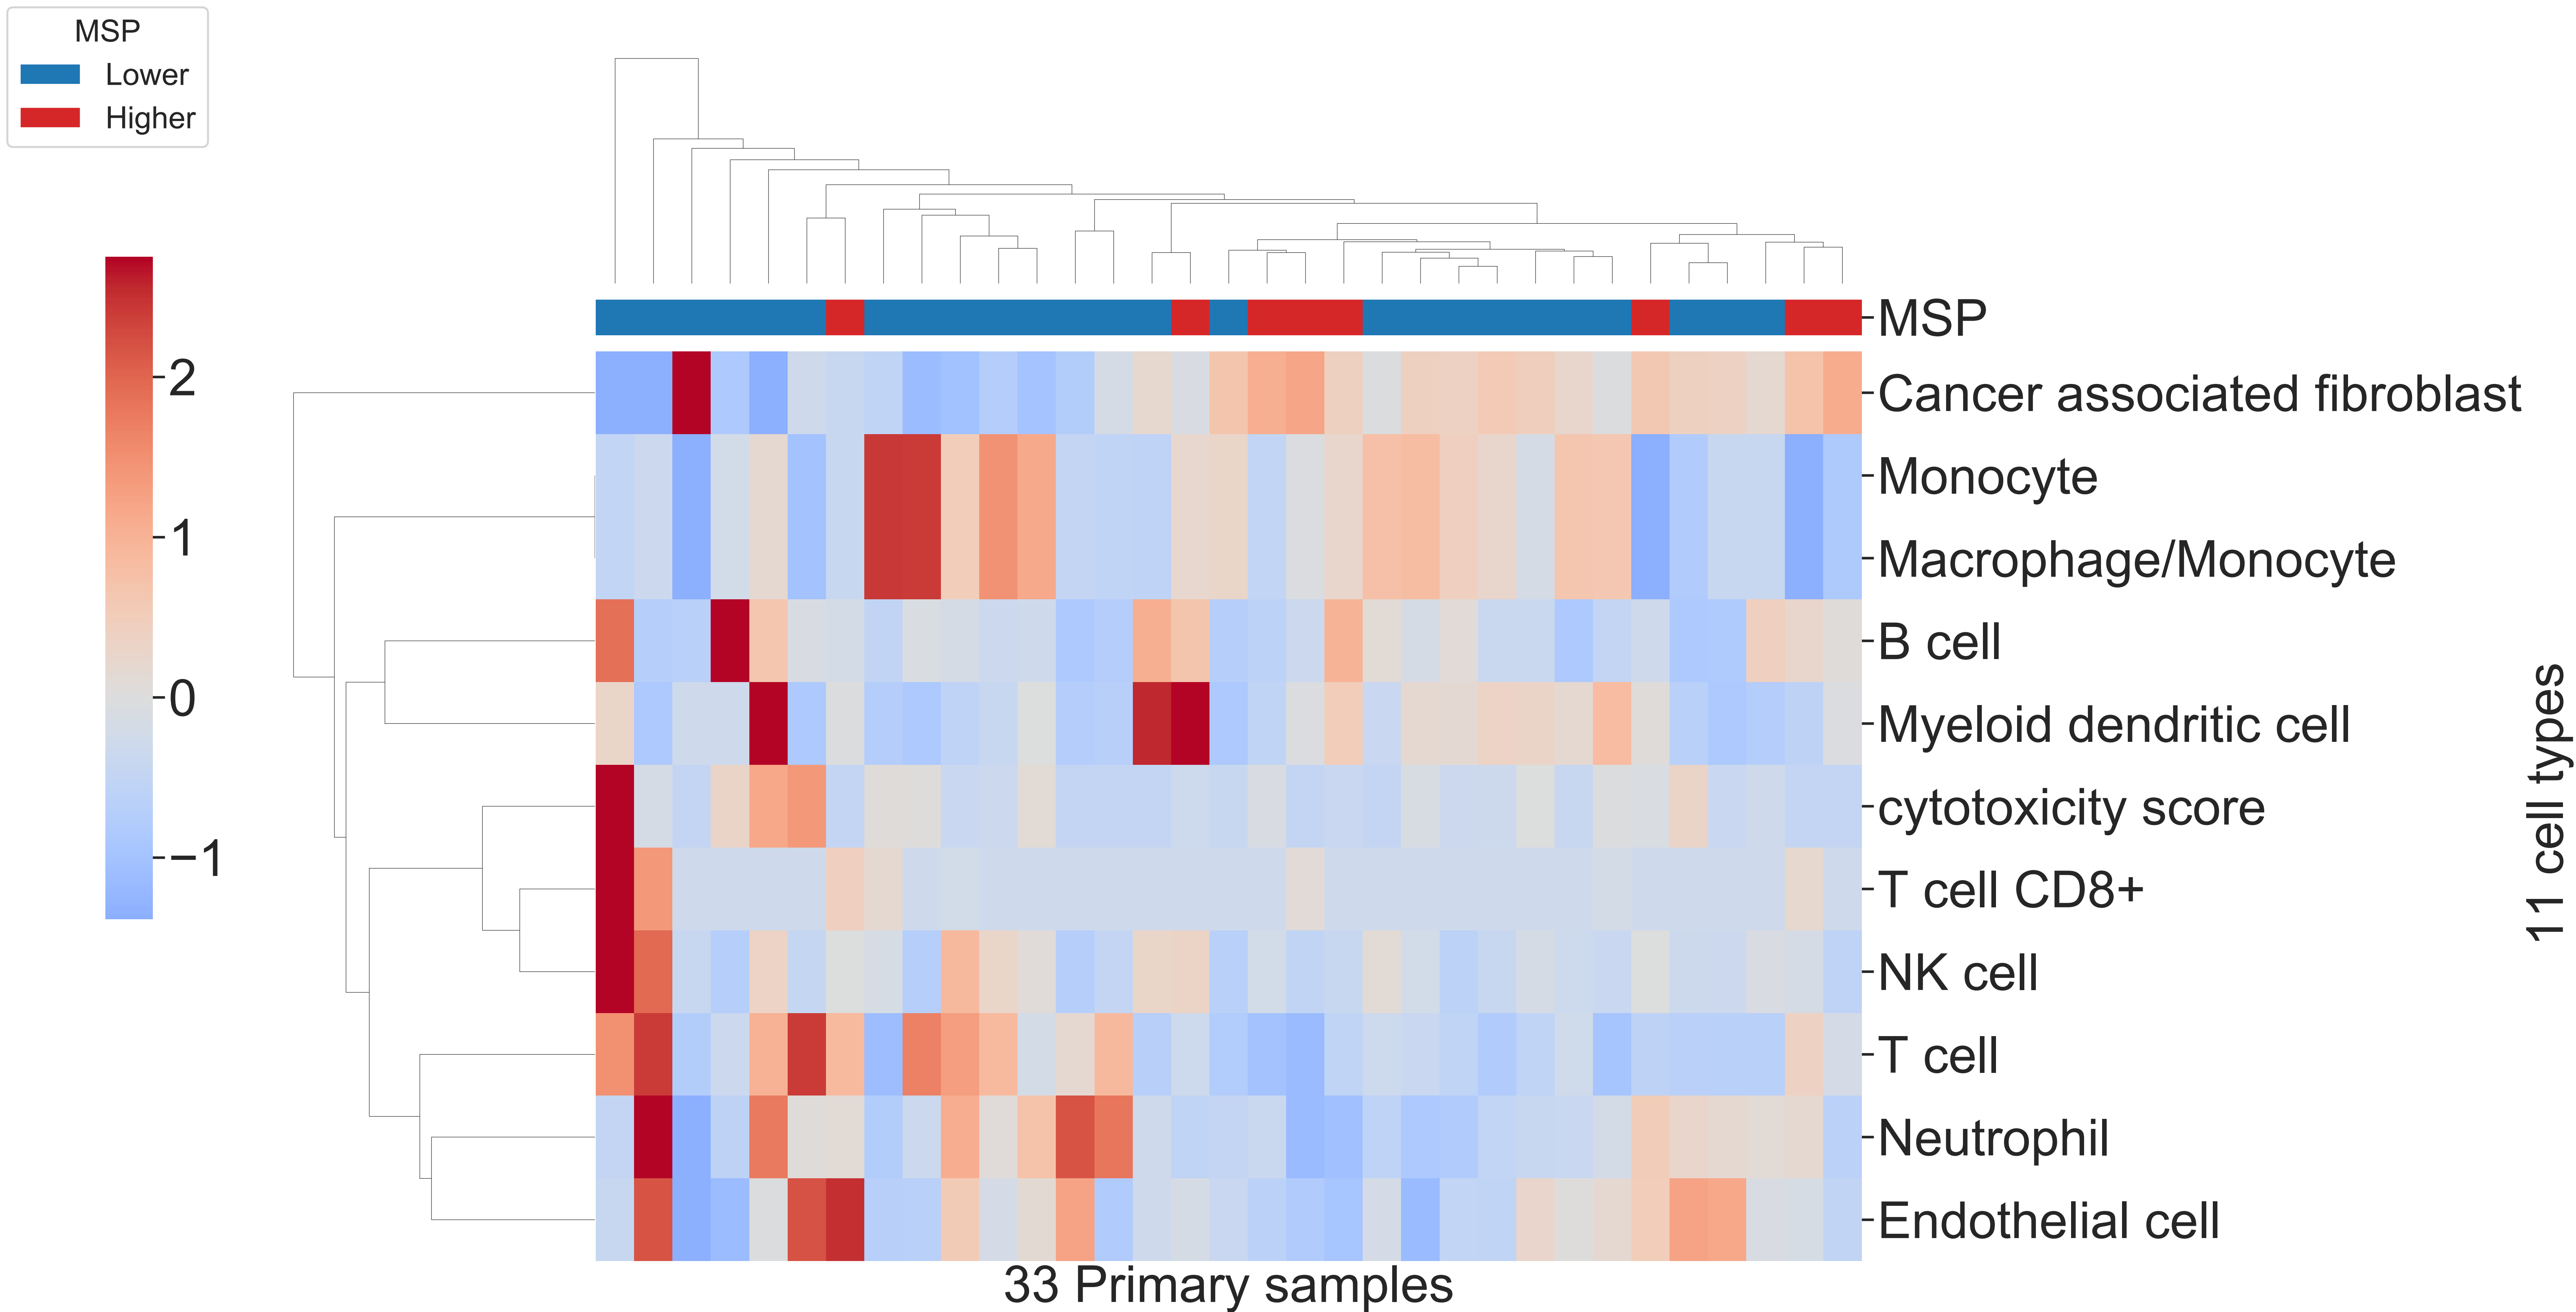 MSP
Lower
Higher
2
1
0
−1
MSP
Cancer associated fibroblast
Monocyte
Macrophage/Monocyte
B cell
Myeloid dendritic cell
cytotoxicity score
T cell CD8+
NK cell
T cell
Neutrophil
Endothelial cell
11 cell types
33 Primary samples